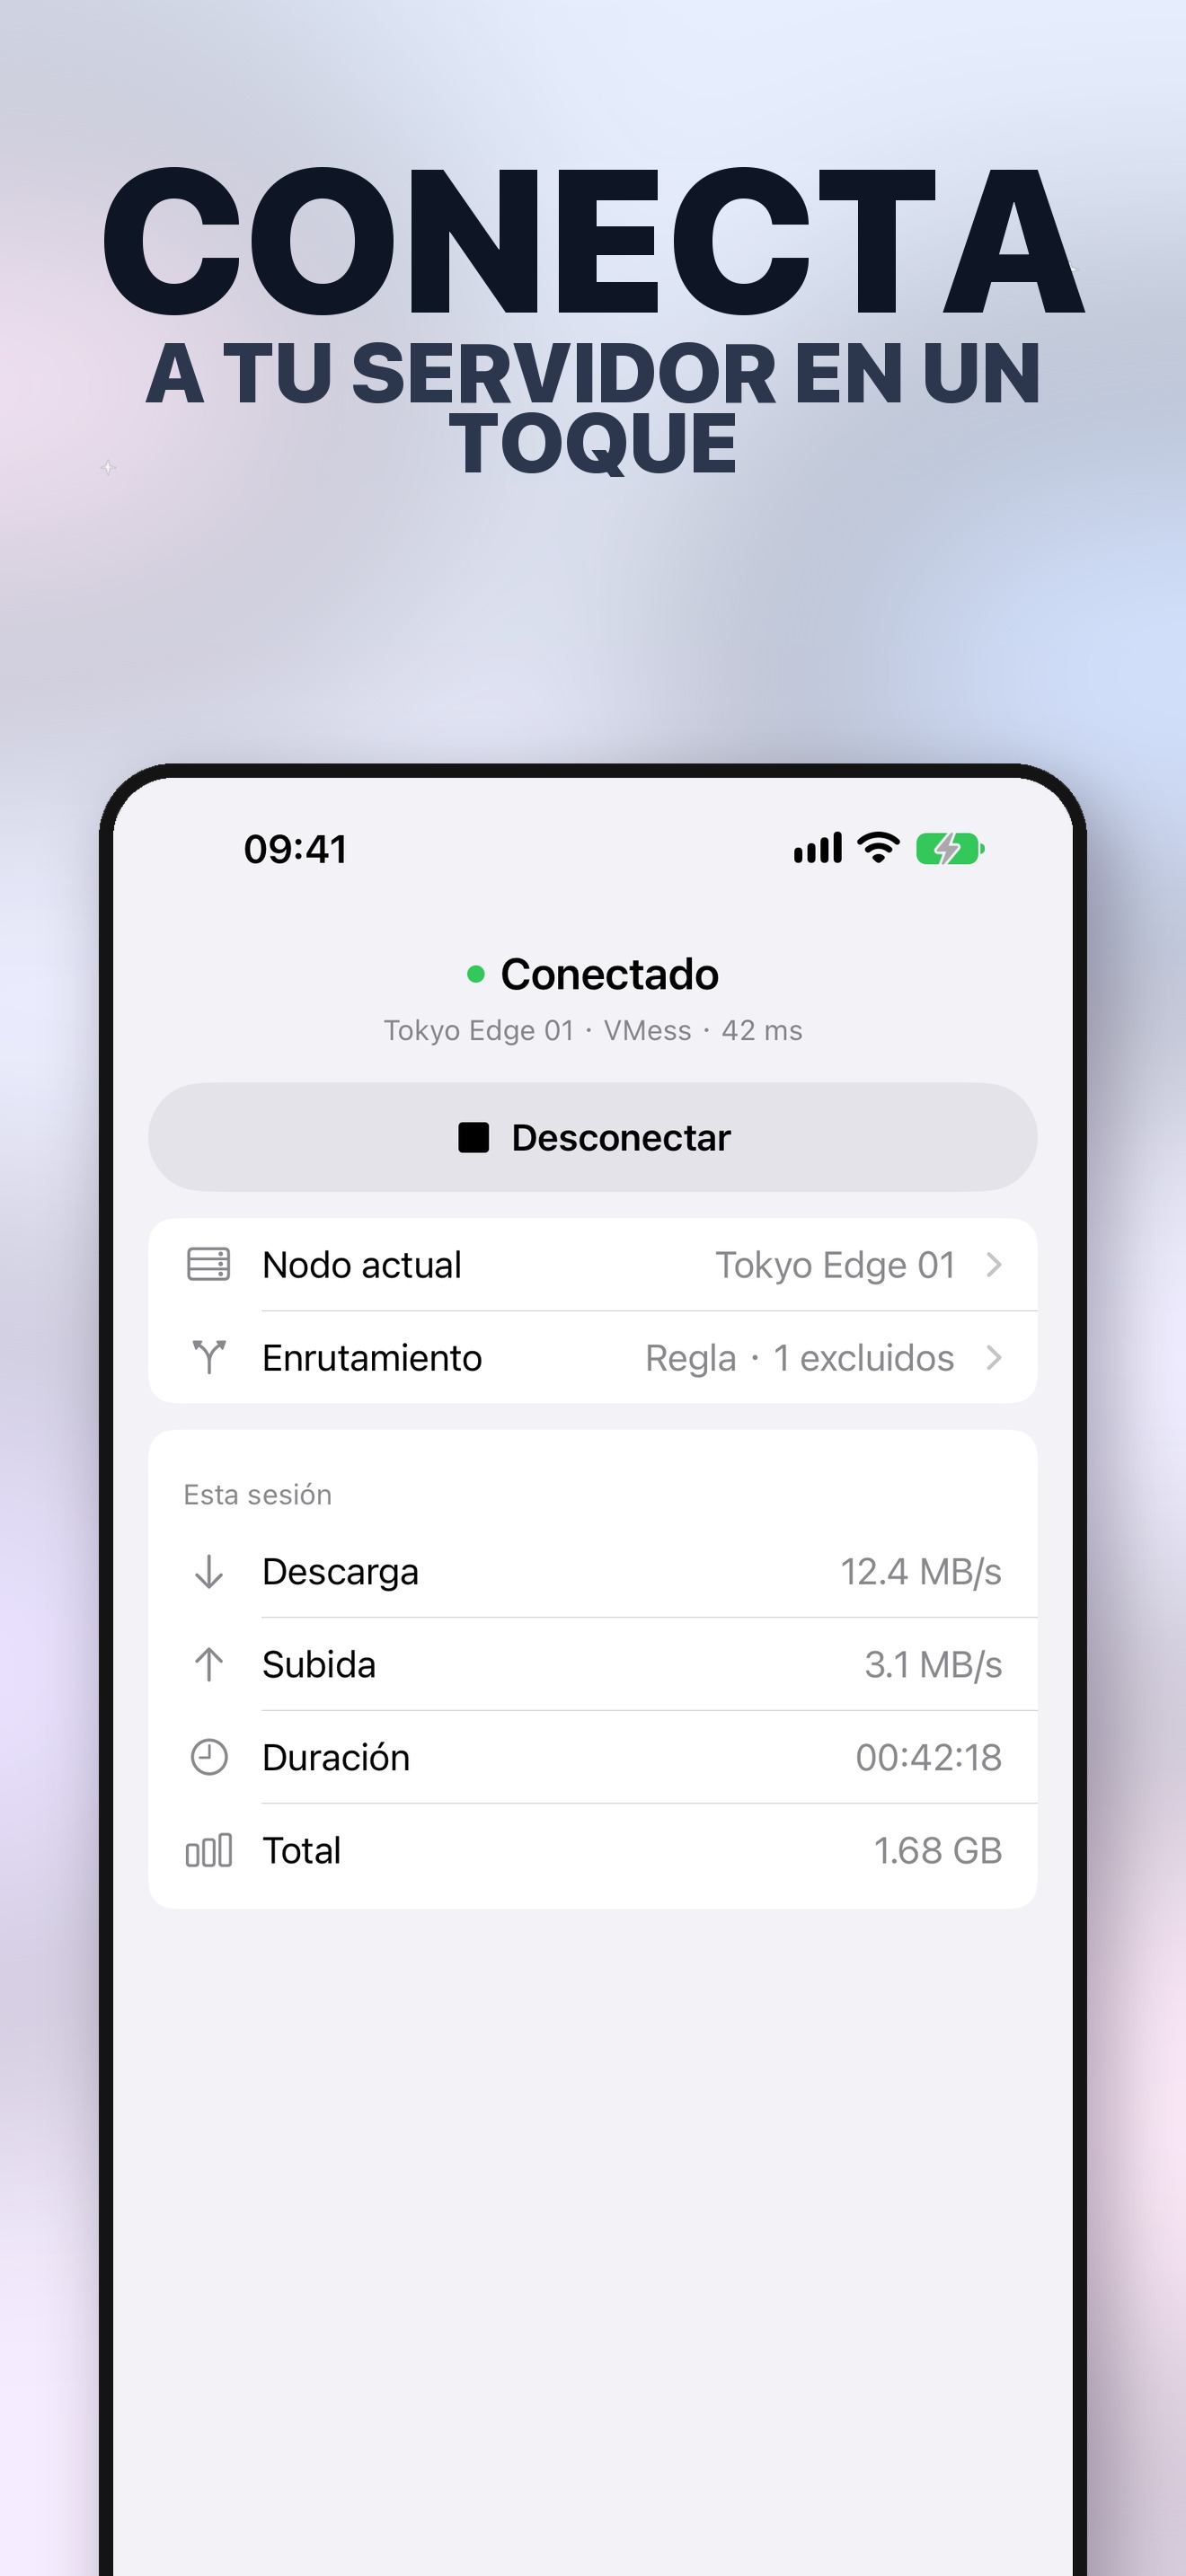 CONECTA
A TU SERVIDOR EN UN
TOQUE
09:41
Conectado
Tokyo Edge 01 · VMess · 42 ms
Desconectar
Nodo actual Tokyo Edge 01
Enrutamiento Regla · 1 excluidos
Esta sesión
Descarga 12.4 MB/s
Subida 3.1 MB/s
Duración 00:42:18
Total 1.68 GB